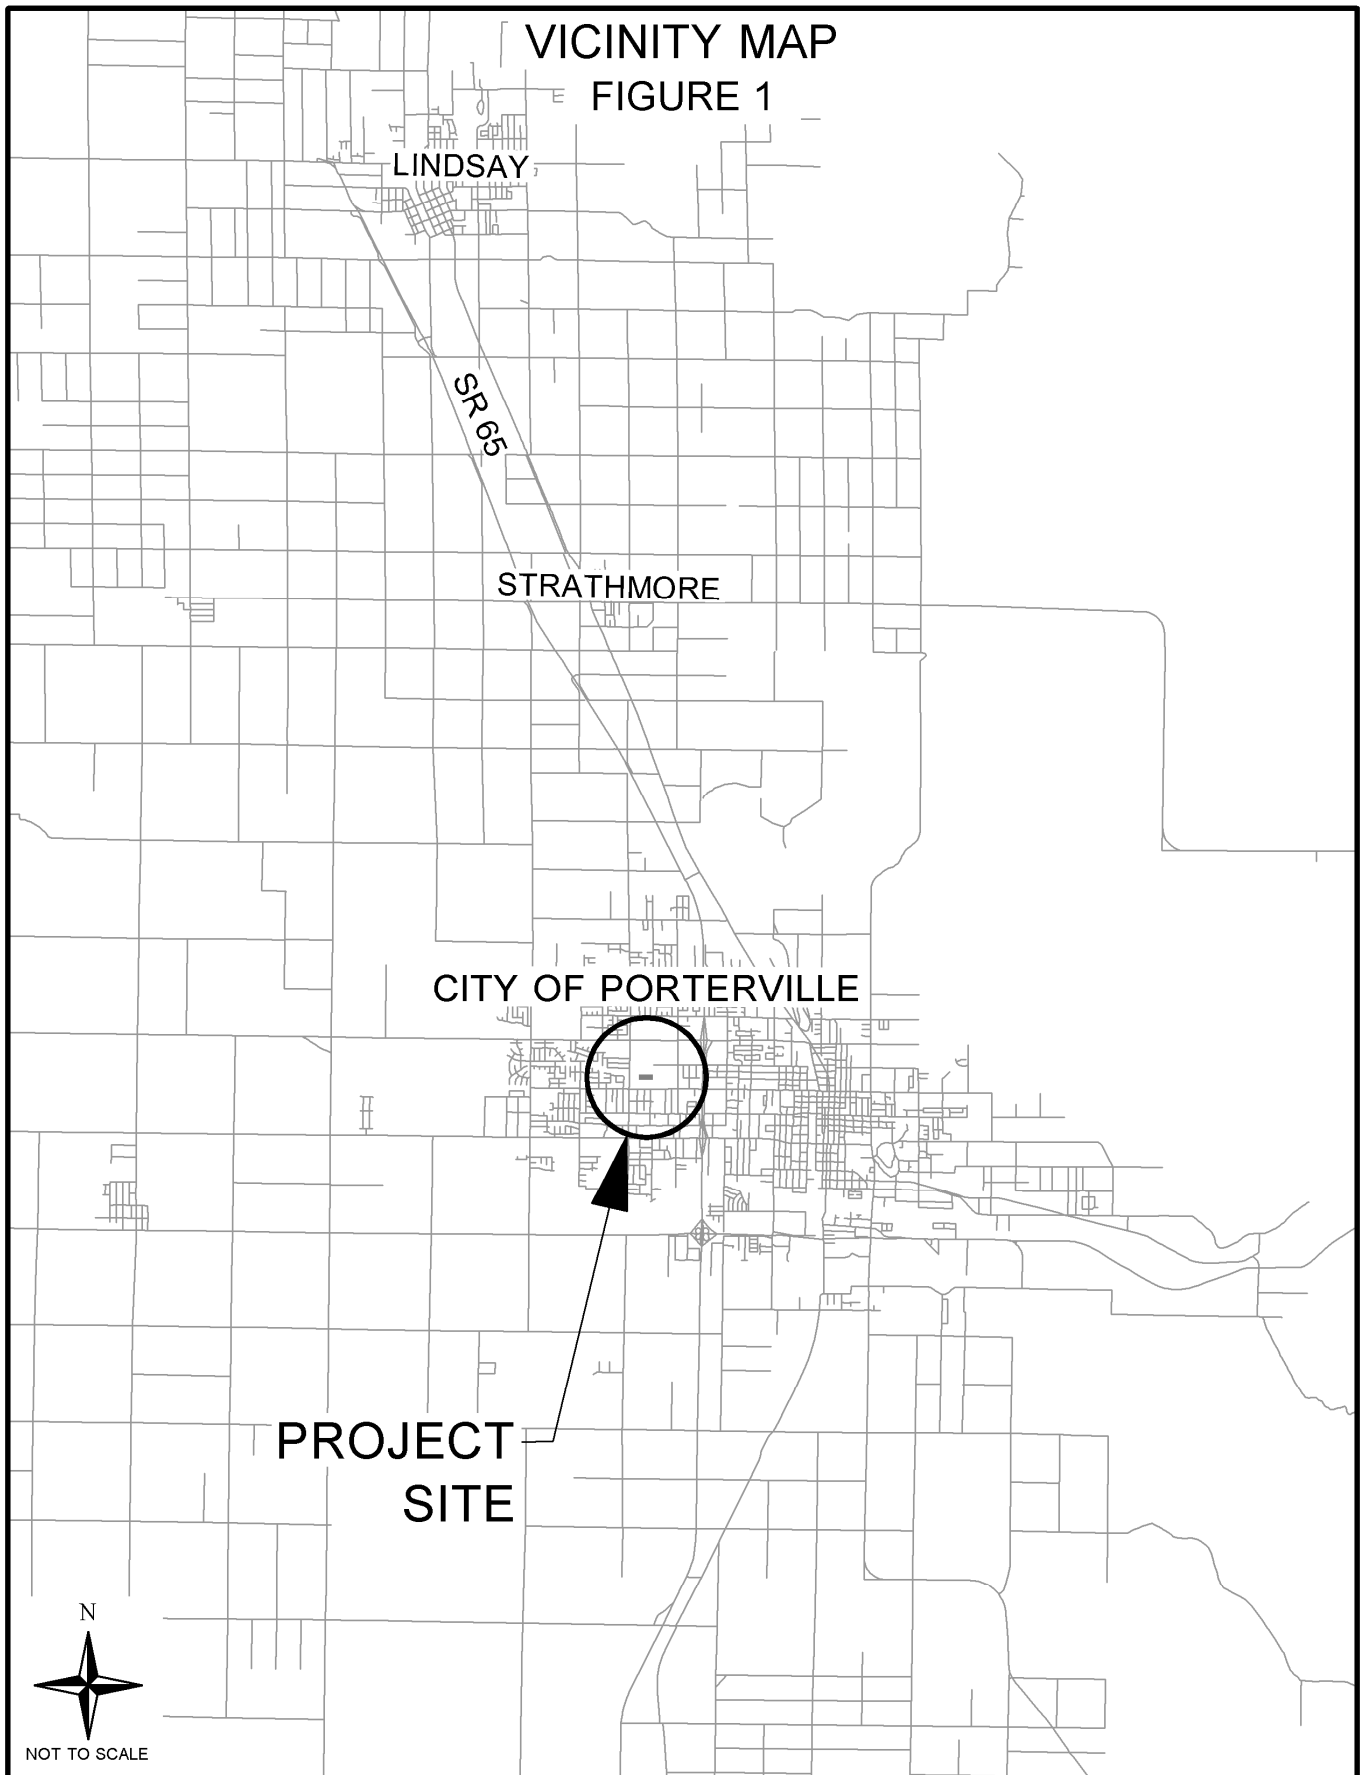 VICINITY MAP
FIGURE 1
LINDSAY
SR 65
STRATHMORE
CITY OF PORTERVILLE
PROJECT
SITE
N
NOT TO SCALE